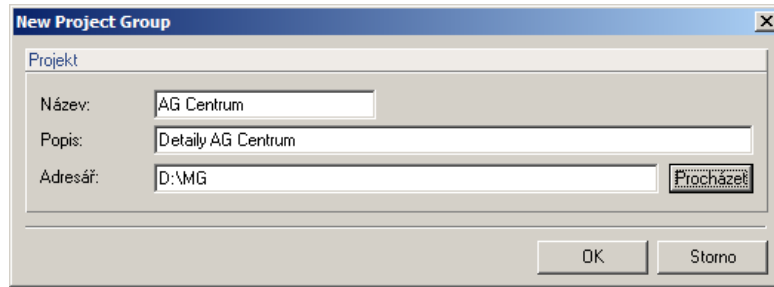 New Project Group
Projekt
Název: AG Centrum
Popis: Detaily AG Centrum
Adresář: D:\MG Procházet
OK Storno